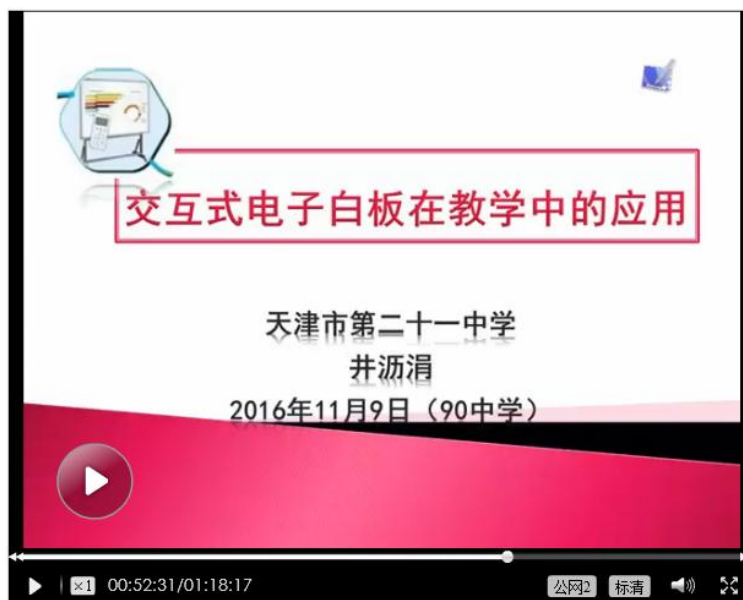 交互式电子白板在教学中的应用
天津市第二十一中学
井沥涓
2016年11月9日（90中学）
×1 00:52:31/01:18:17 公网2 标清